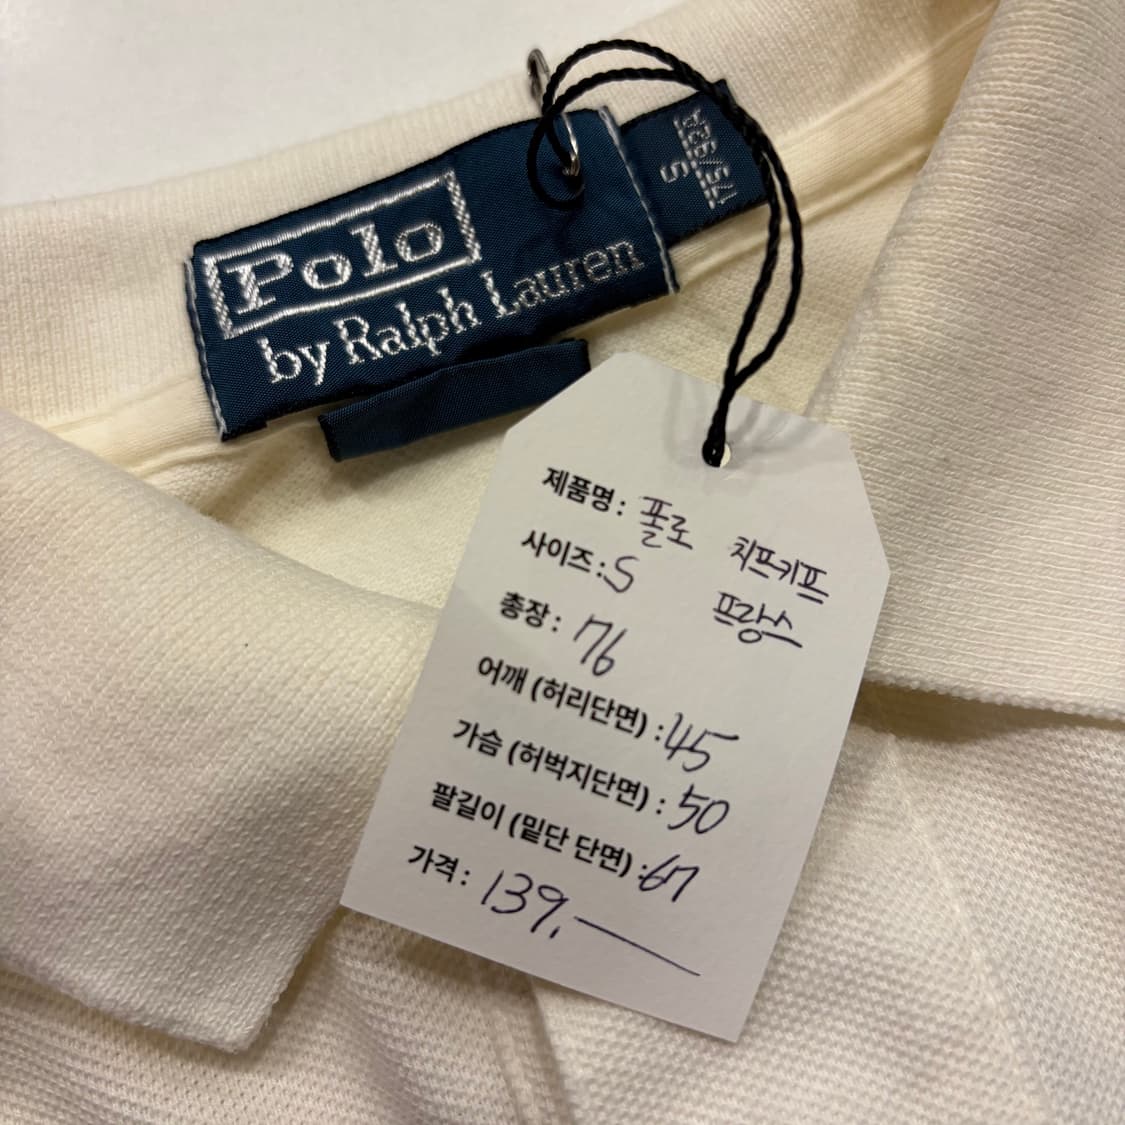 Polo
by Ralph Lauren
S
제품명: 폴로 치프키프
프랑스
사이즈: S
총장: 76
어깨 (허리단면) : 45
가슴 (허벅지단면) : 50
팔길이 (밑단 단면) : 67
가격: 139,—